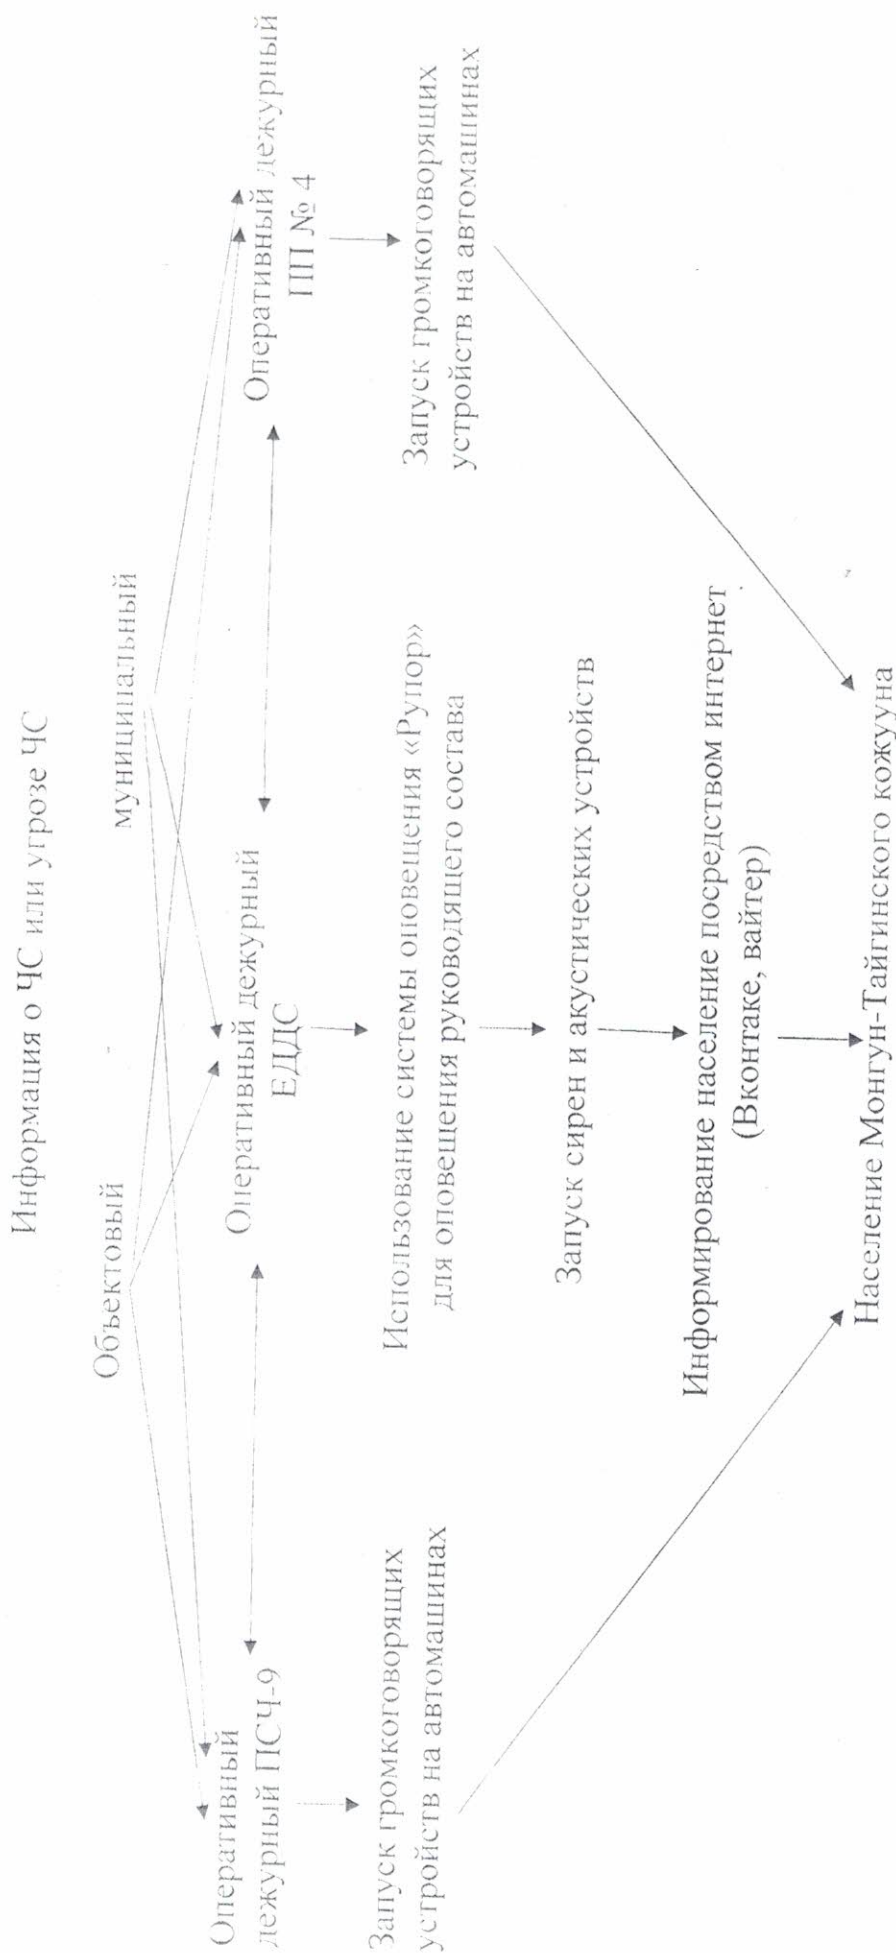 Информация о ЧС или угрозе ЧС
Объектовый
муниципальный
Оперативный
дежурный ПСЧ-9
Оперативный дежурный
ЕДДС
Оперативный дежурный
ПП № 4
Запуск громкоговорящих
устройств на автомашинах
Использование системы оповещения «Рупор»
для оповещения руководящего состава
Запуск громкоговорящих
устройств на автомашинах
Запуск сирен и акустических устройств
Информирование население посредством интернет
(Вконтаке, вайтер)
Население Монгун-Тайгинского кожууна